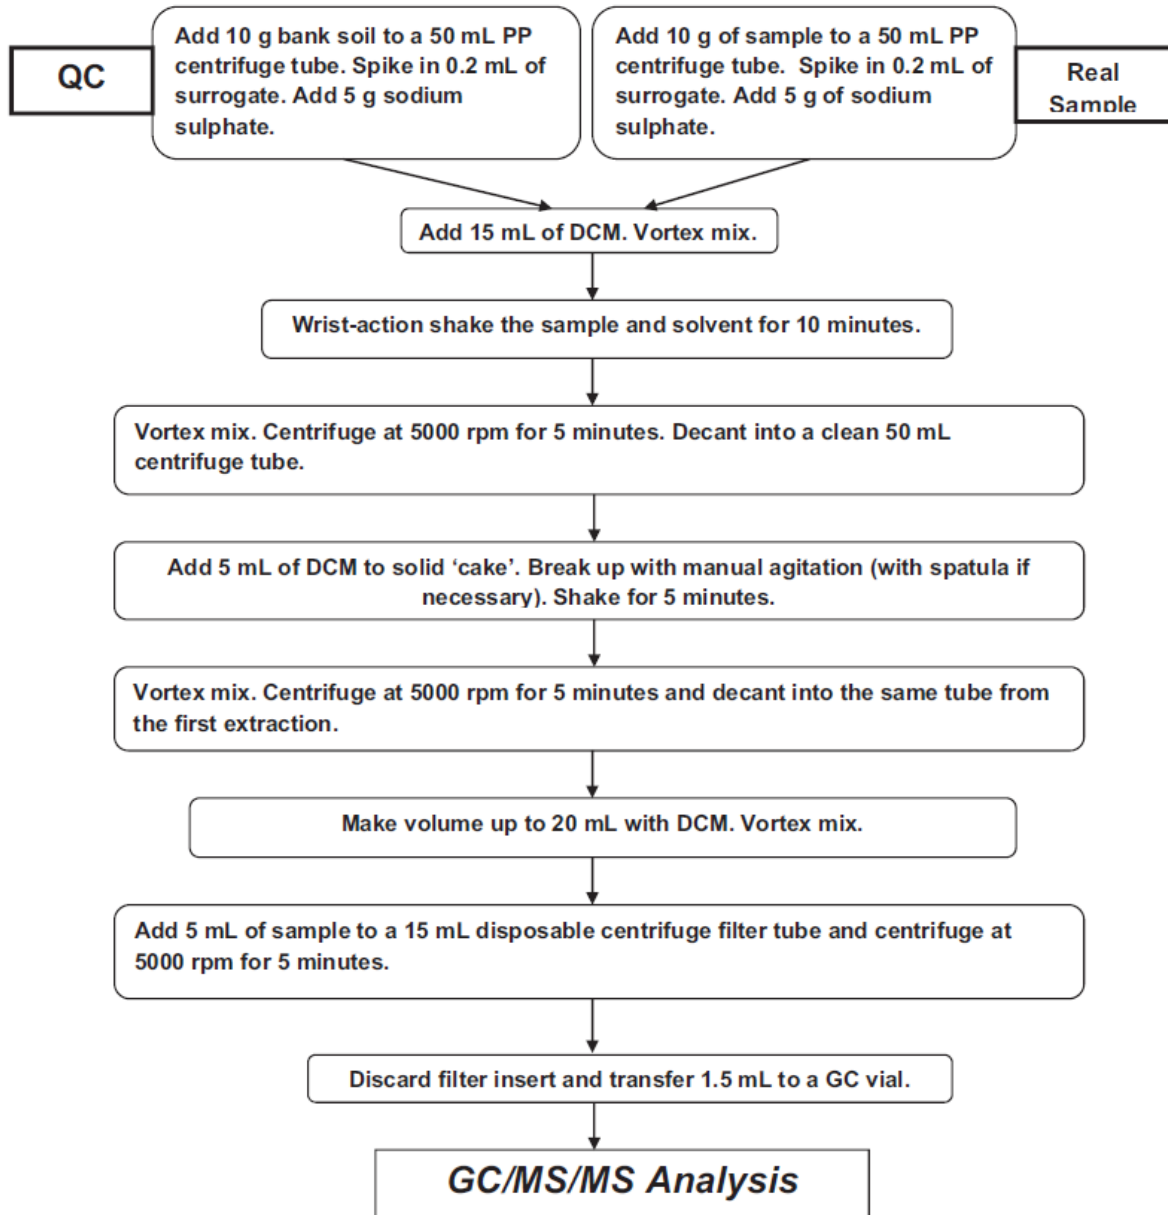 QC
Add 10 g bank soil to a 50 mL PP
centrifuge tube. Spike in 0.2 mL of
surrogate. Add 5 g sodium
sulphate.
Add 10 g of sample to a 50 mL PP
centrifuge tube.  Spike in 0.2 mL of
surrogate. Add 5 g of sodium
sulphate.
Real
Sample
Add 15 mL of DCM. Vortex mix.
Wrist-action shake the sample and solvent for 10 minutes.
Vortex mix. Centrifuge at 5000 rpm for 5 minutes. Decant into a clean 50 mL
centrifuge tube.
Add 5 mL of DCM to solid ‘cake’. Break up with manual agitation (with spatula if
necessary). Shake for 5 minutes.
Vortex mix. Centrifuge at 5000 rpm for 5 minutes and decant into the same tube from
the first extraction.
Make volume up to 20 mL with DCM. Vortex mix.
Add 5 mL of sample to a 15 mL disposable centrifuge filter tube and centrifuge at
5000 rpm for 5 minutes.
Discard filter insert and transfer 1.5 mL to a GC vial.
GC/MS/MS Analysis